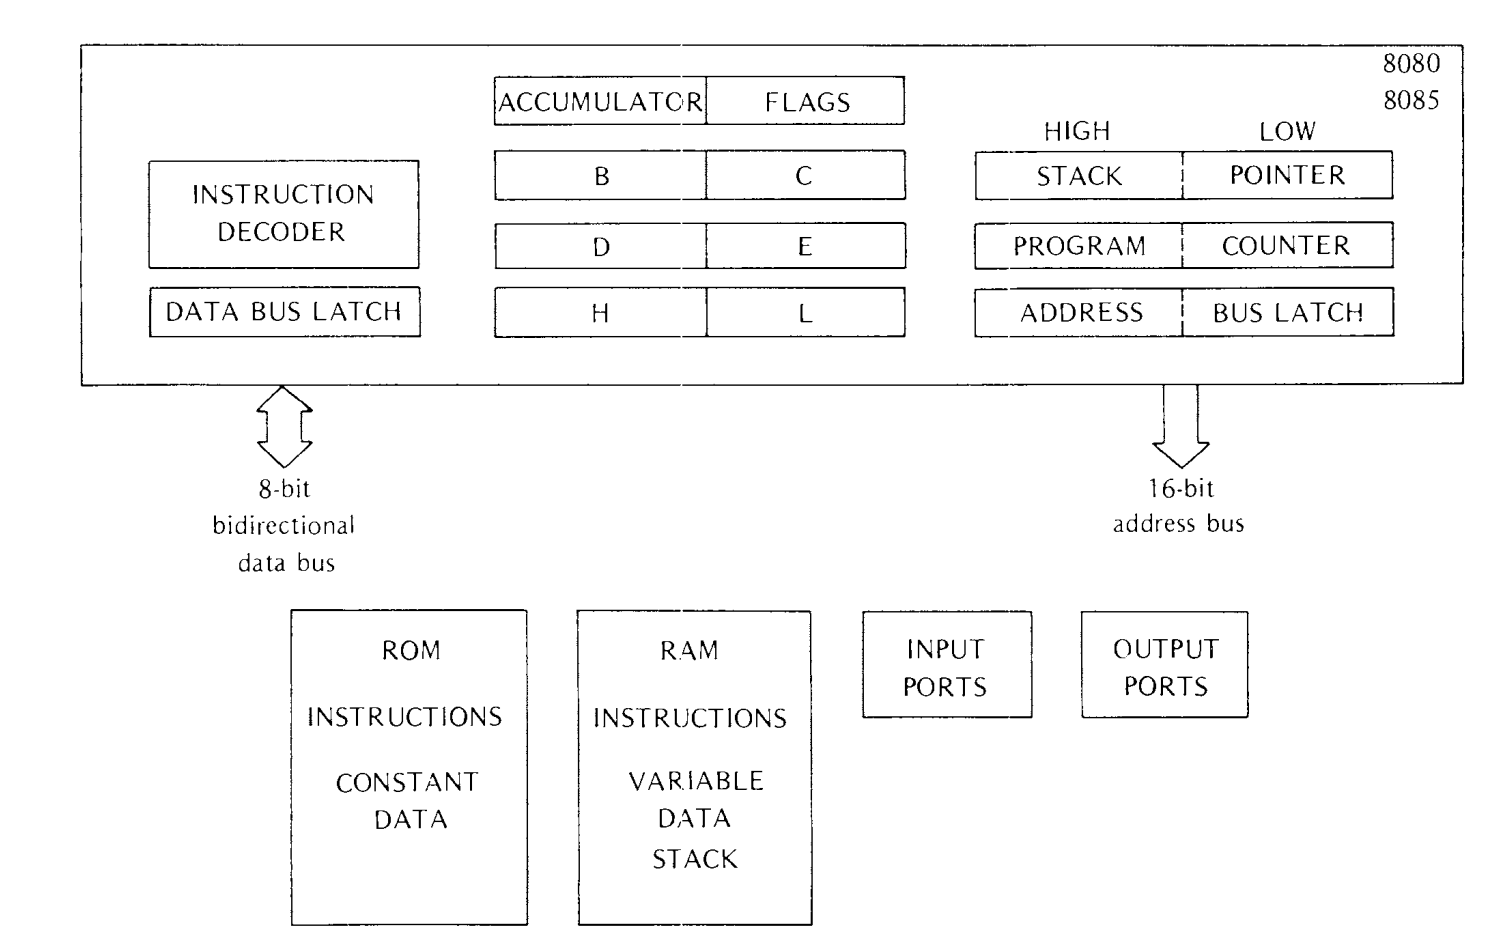 8080
8085
ACCUMULATOR FLAGS
HIGH LOW
INSTRUCTION
DECODER
B C
STACK POINTER
D E
PROGRAM COUNTER
DATA BUS LATCH
H L
ADDRESS BUS LATCH
8-bit
bidirectional
data bus
16-bit
address bus
ROM
INSTRUCTIONS
CONSTANT
DATA
RAM
INSTRUCTIONS
VARIABLE
DATA
STACK
INPUT
PORTS
OUTPUT
PORTS